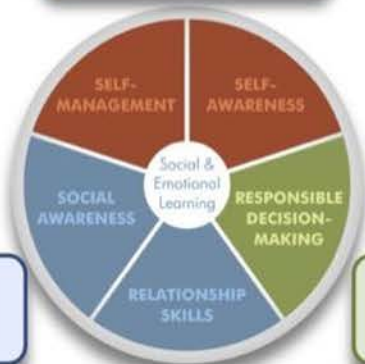 SELF-
MANAGEMENT
SELF-
AWARENESS
Social &
Emotional
Learning
SOCIAL
AWARENESS
RESPONSIBLE
DECISION-
MAKING
RELATIONSHIP
SKILLS